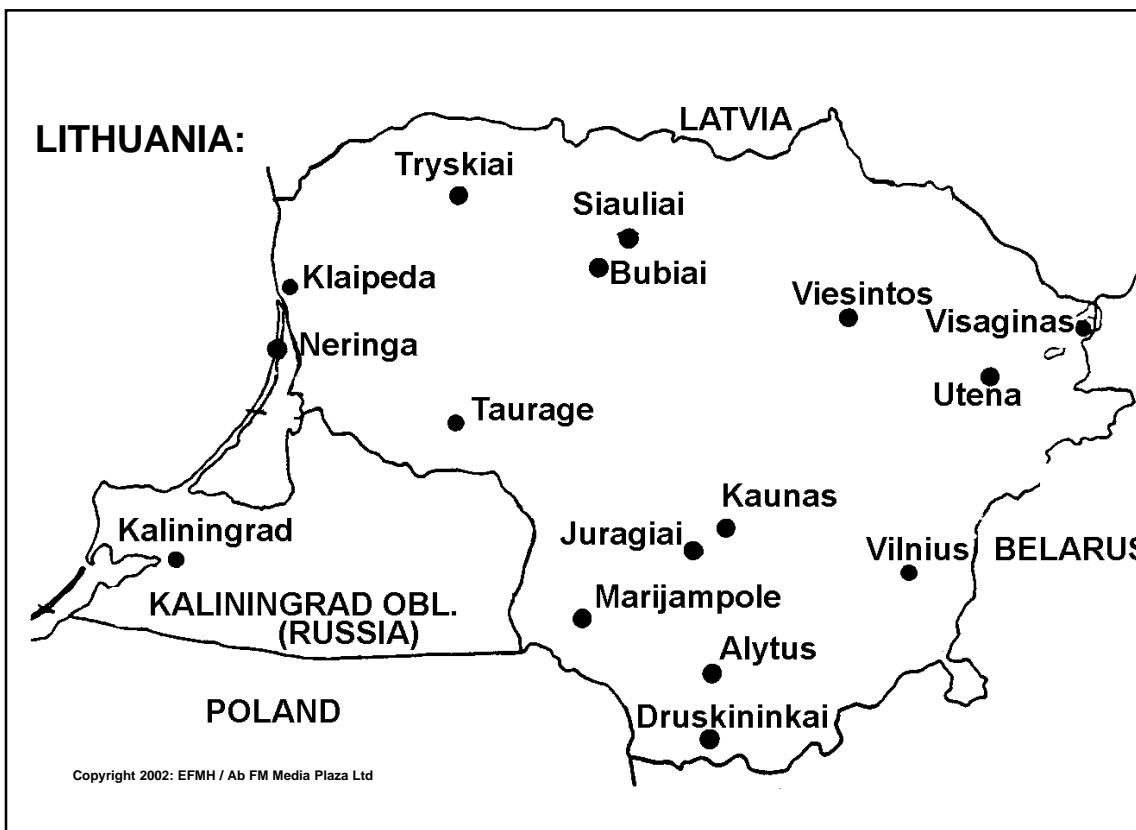 LATVIA
LITHUANIA:
Tryskiai
Siauliai
Bubiai
Klaipeda
Viesintos
Visaginas
Neringa
Utena
Taurage
Kaunas
Kaliningrad
Juragiai
Vilnius
BELARUS
KALININGRAD OBL.
(RUSSIA)
Marijampole
Alytus
POLAND
Druskininkai
Copyright 2002: EFMH / Ab FM Media Plaza Ltd